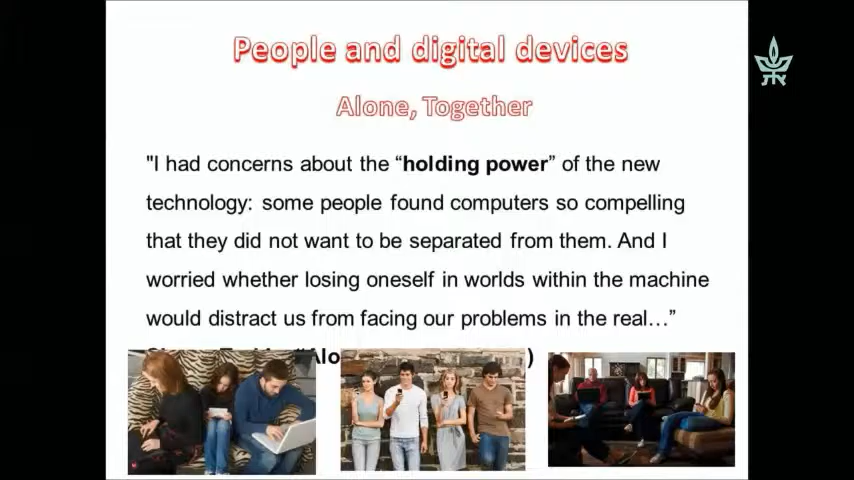 People and digital devices
Alone, Together
"I had concerns about the “holding power” of the new
technology: some people found computers so compelling
that they did not want to be separated from them. And I
worried whether losing oneself in worlds within the machine
would distract us from facing our problems in the real…”
“Alo )